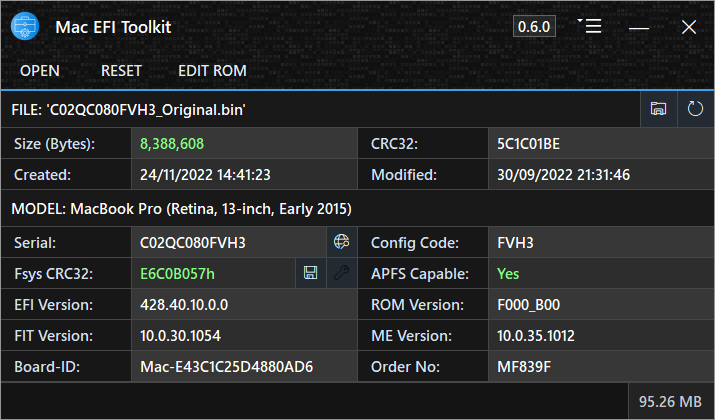 Mac EFI Toolkit 0.6.0
OPEN RESET EDIT ROM
FILE: 'C02QC080FVH3_Original.bin'
Size (Bytes): 8,388,608 CRC32: 5C1C01BE
Created: 24/11/2022 14:41:23 Modified: 30/09/2022 21:31:46
MODEL: MacBook Pro (Retina, 13-inch, Early 2015)
Serial: C02QC080FVH3 Config Code: FVH3
Fsys CRC32: E6C0B057h APFS Capable: Yes
EFI Version: 428.40.10.0.0 ROM Version: F000_B00
FIT Version: 10.0.30.1054 ME Version: 10.0.35.1012
Board-ID: Mac-E43C1C25D4880AD6 Order No: MF839F
95.26 MB